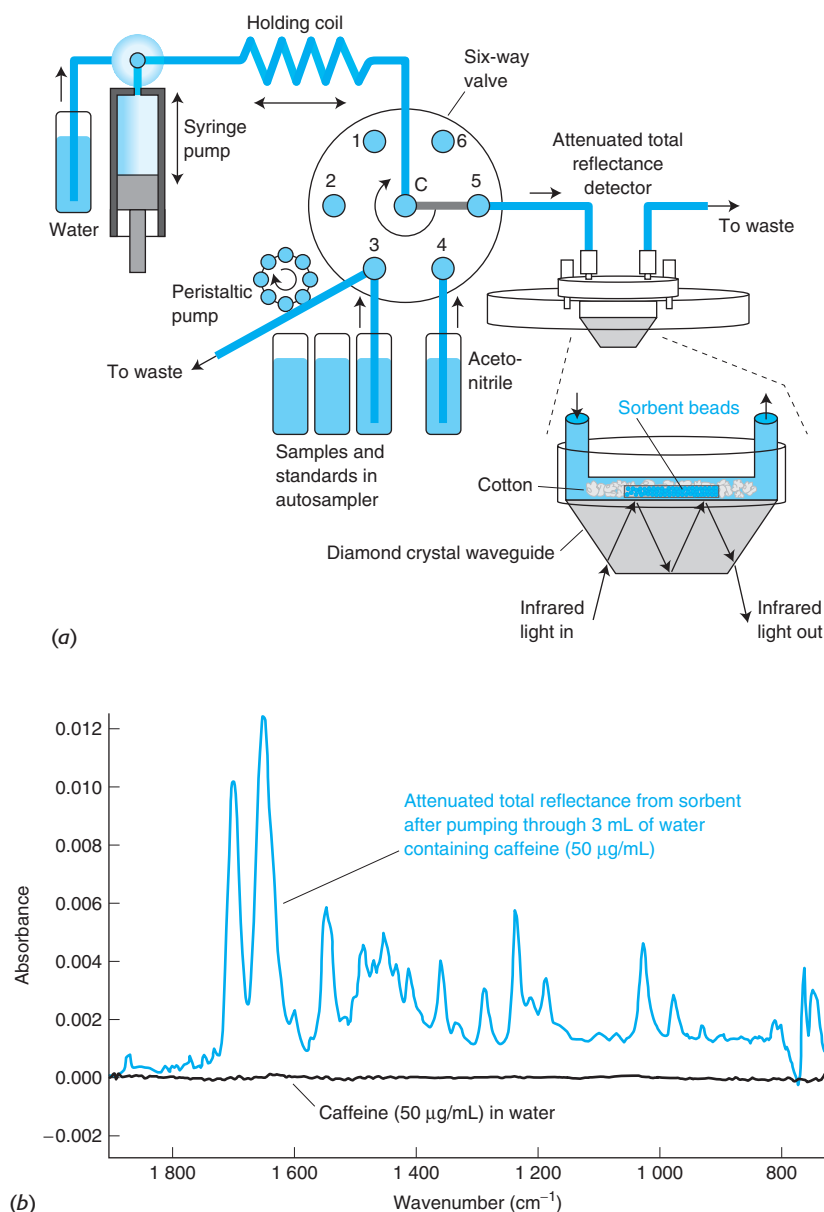 Holding coil
Six-way
valve
Syringe
pump
Attenuated total
reflectance
detector
1
6
2
C
5
Water
To waste
3
4
Peristaltic
pump
To waste
Aceto-
nitrile
Samples and
standards in
autosampler
Sorbent beads
Cotton
Diamond crystal waveguide
Infrared
light in
Infrared
light out
(a)
0.012
0.010
0.008
0.006
0.004
0.002
0.000
−0.002
Absorbance
Attenuated total reflectance from sorbent
after pumping through 3 mL of water
containing caffeine (50 μg/mL)
Caffeine (50 μg/mL) in water
1 800
1 600
1 400
1 200
1 000
800
Wavenumber (cm⁻¹)
(b)